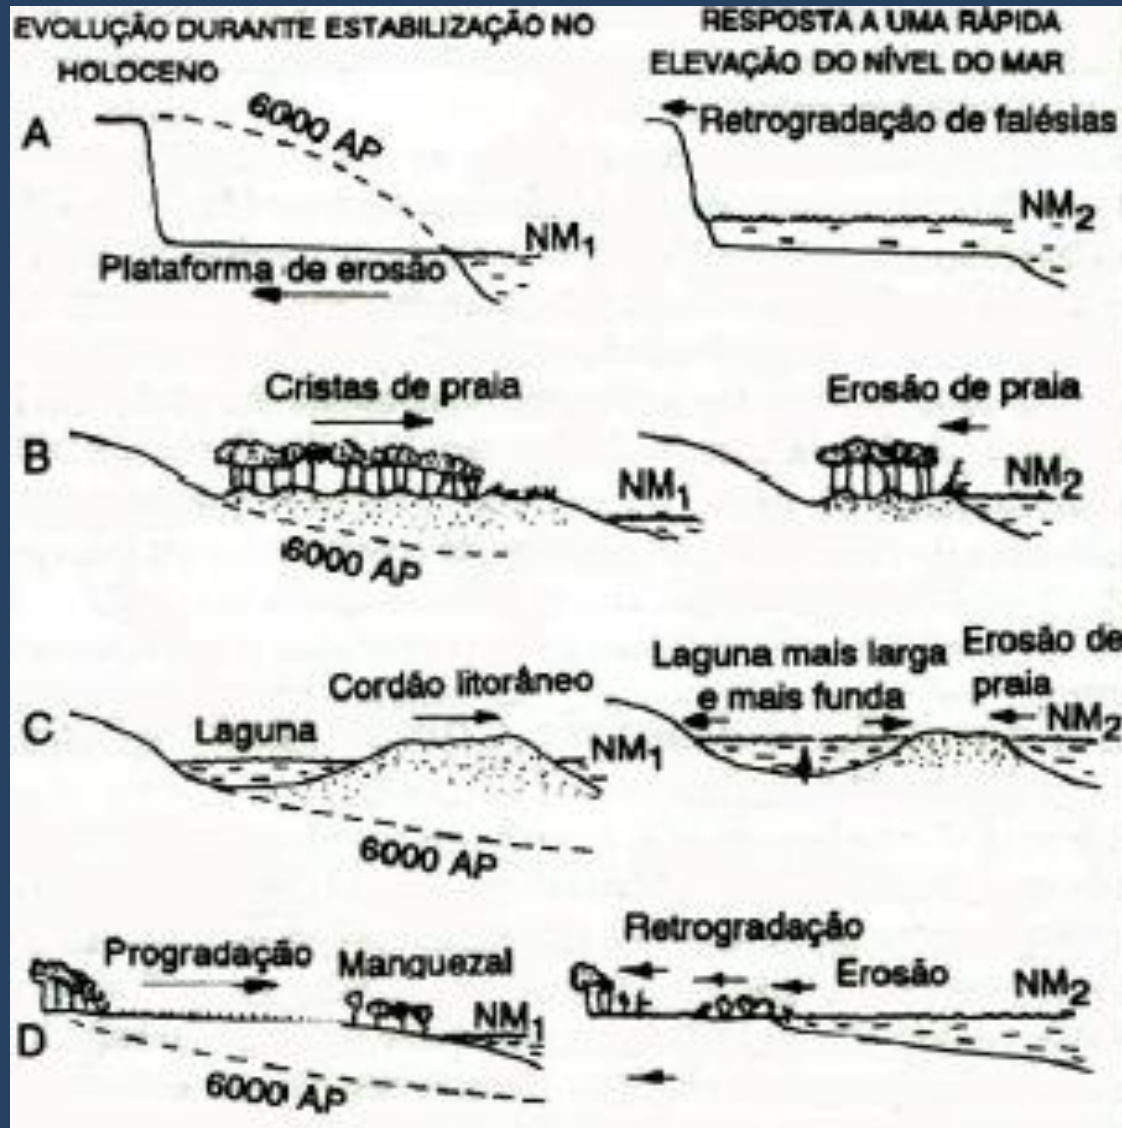 EVOLUÇÃO DURANTE ESTABILIZAÇÃO NO
HOLOCENO
RESPOSTA A UMA RÁPIDA
ELEVAÇÃO DO NÍVEL DO MAR
A
6000 AP
NM1
Plataforma de erosão
Retrogradação de falésias
NM2
B
Cristas de praia
NM1
6000 AP
Erosão de praia
NM2
C
Laguna
Cordão litorâneo
NM1
6000 AP
Laguna mais larga
e mais funda
Erosão de
praia
NM2
D
Progradação
Manguezal
NM1
6000 AP
Retrogradação
Erosão
NM2